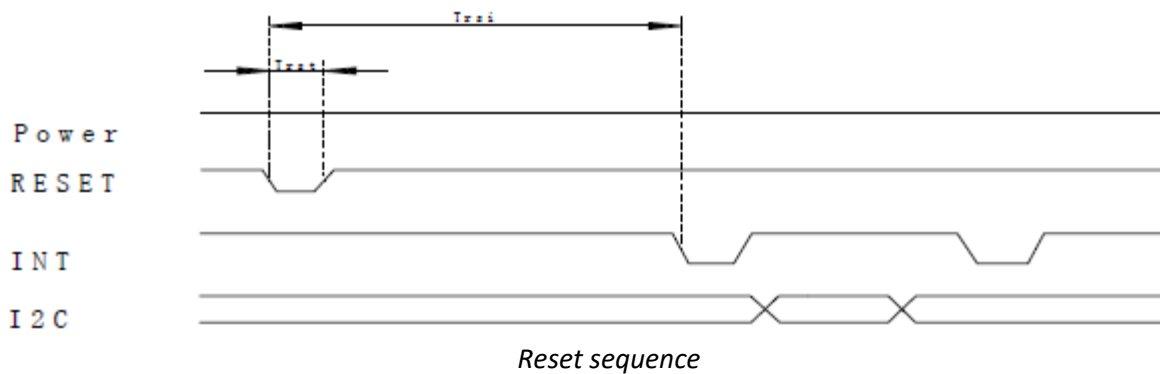 Trsi
Trst
Power
RESET
INT
I2C
Reset sequence